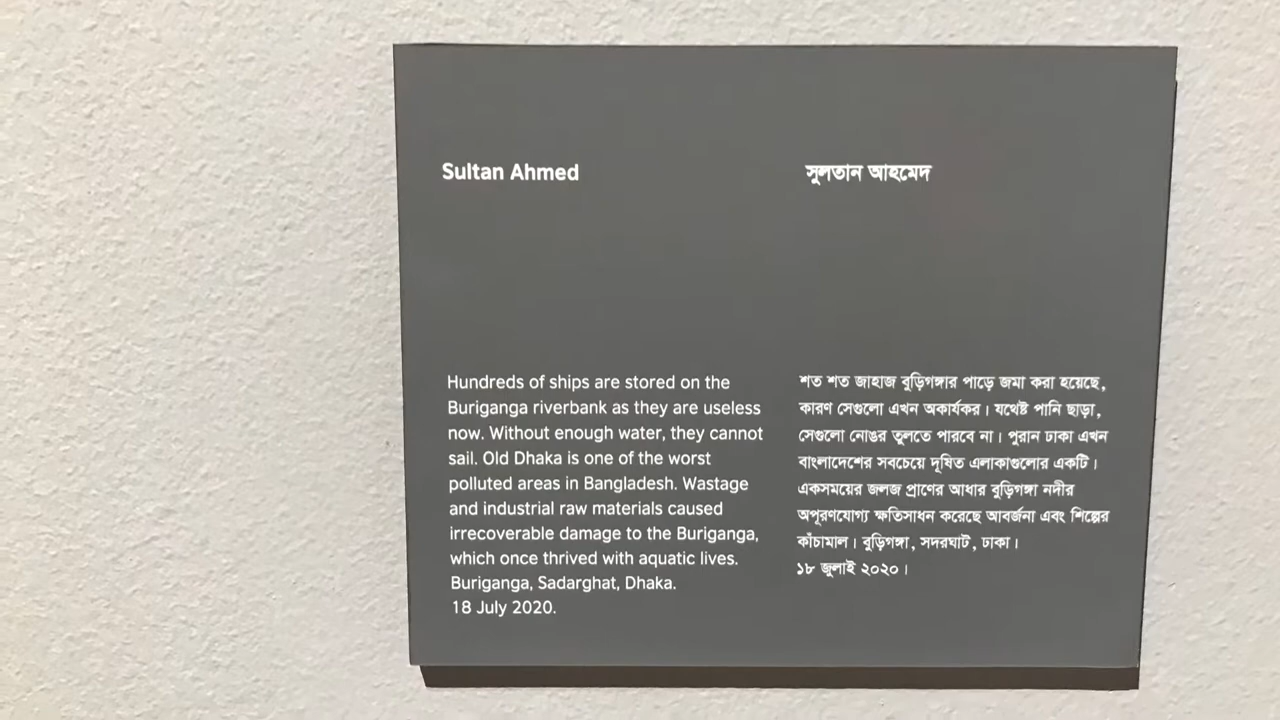 Sultan Ahmed
Hundreds of ships are stored on the
Buriganga riverbank as they are useless
now. Without enough water, they cannot
sail. Old Dhaka is one of the worst
polluted areas in Bangladesh. Wastage
and industrial raw materials caused
irrecoverable damage to the Buriganga,
which once thrived with aquatic lives.
Buriganga, Sadarghat, Dhaka.
18 July 2020.
সুলতান আহমেদ
শত শত জাহাজ বুড়িগঙ্গার পাড়ে জমা করা হয়েছে,
কারণ সেগুলো এখন অকার্যকর। যথেষ্ট পানি ছাড়া,
সেগুলো নোঙর তুলতে পারবে না। পুরান ঢাকা এখন
বাংলাদেশের সবচেয়ে দূষিত এলাকাগুলোর একটি।
একসময়ের জলজ প্রাণের আধার বুড়িগঙ্গা নদীর
অপূরণযোগ্য ক্ষতিসাধন করেছে আবর্জনা এবং শিল্পের
কাঁচামাল। বুড়িগঙ্গা, সদরঘাট, ঢাকা।
১৮ জুলাই ২০২০।